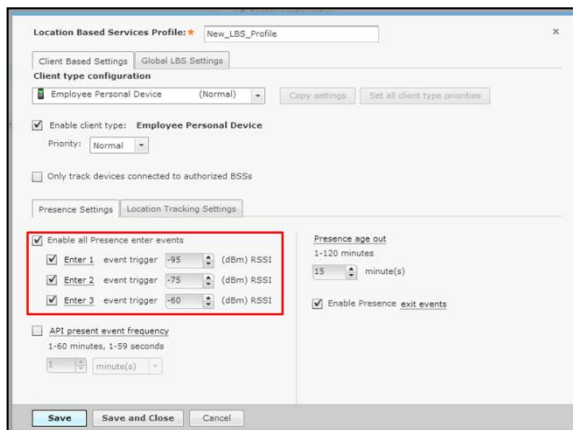 Location Based Services Profile:* New_LBS_Profile x
Client Based Settings Global LBS Settings
Client type configuration
Employee Personal Device (Normal) Copy settings Set all client type priorities
Enable client type: Employee Personal Device
Priority: Normal
Only track devices connected to authorized BSSs
Presence Settings Location Tracking Settings
Enable all Presence enter events
Enter 1 event trigger -95 (dBm) RSSI
Enter 2 event trigger -75 (dBm) RSSI
Enter 3 event trigger -60 (dBm) RSSI
API present event frequency
1-60 minutes, 1-59 seconds
1 minute(s)
Presence age out
1-120 minutes
15 minute(s)
Enable Presence exit events
Save Save and Close Cancel